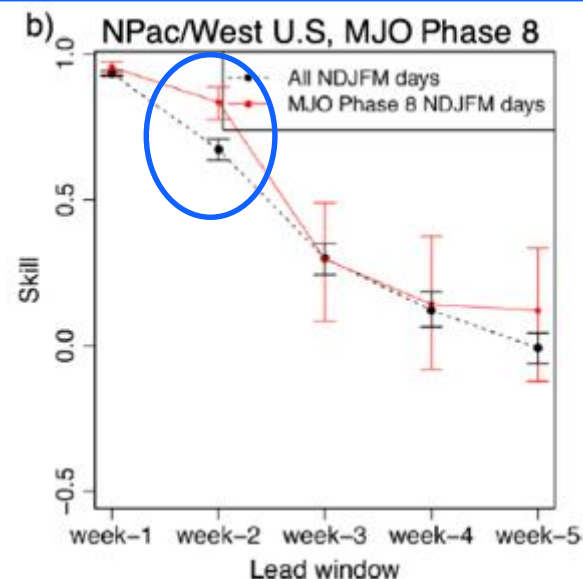 b) NPac/West U.S, MJO Phase 8
All NDJFM days
MJO Phase 8 NDJFM days
1.0
0.5
0.0
−0.5
Skill
week−1 week−2 week−3 week−4 week−5
Lead window